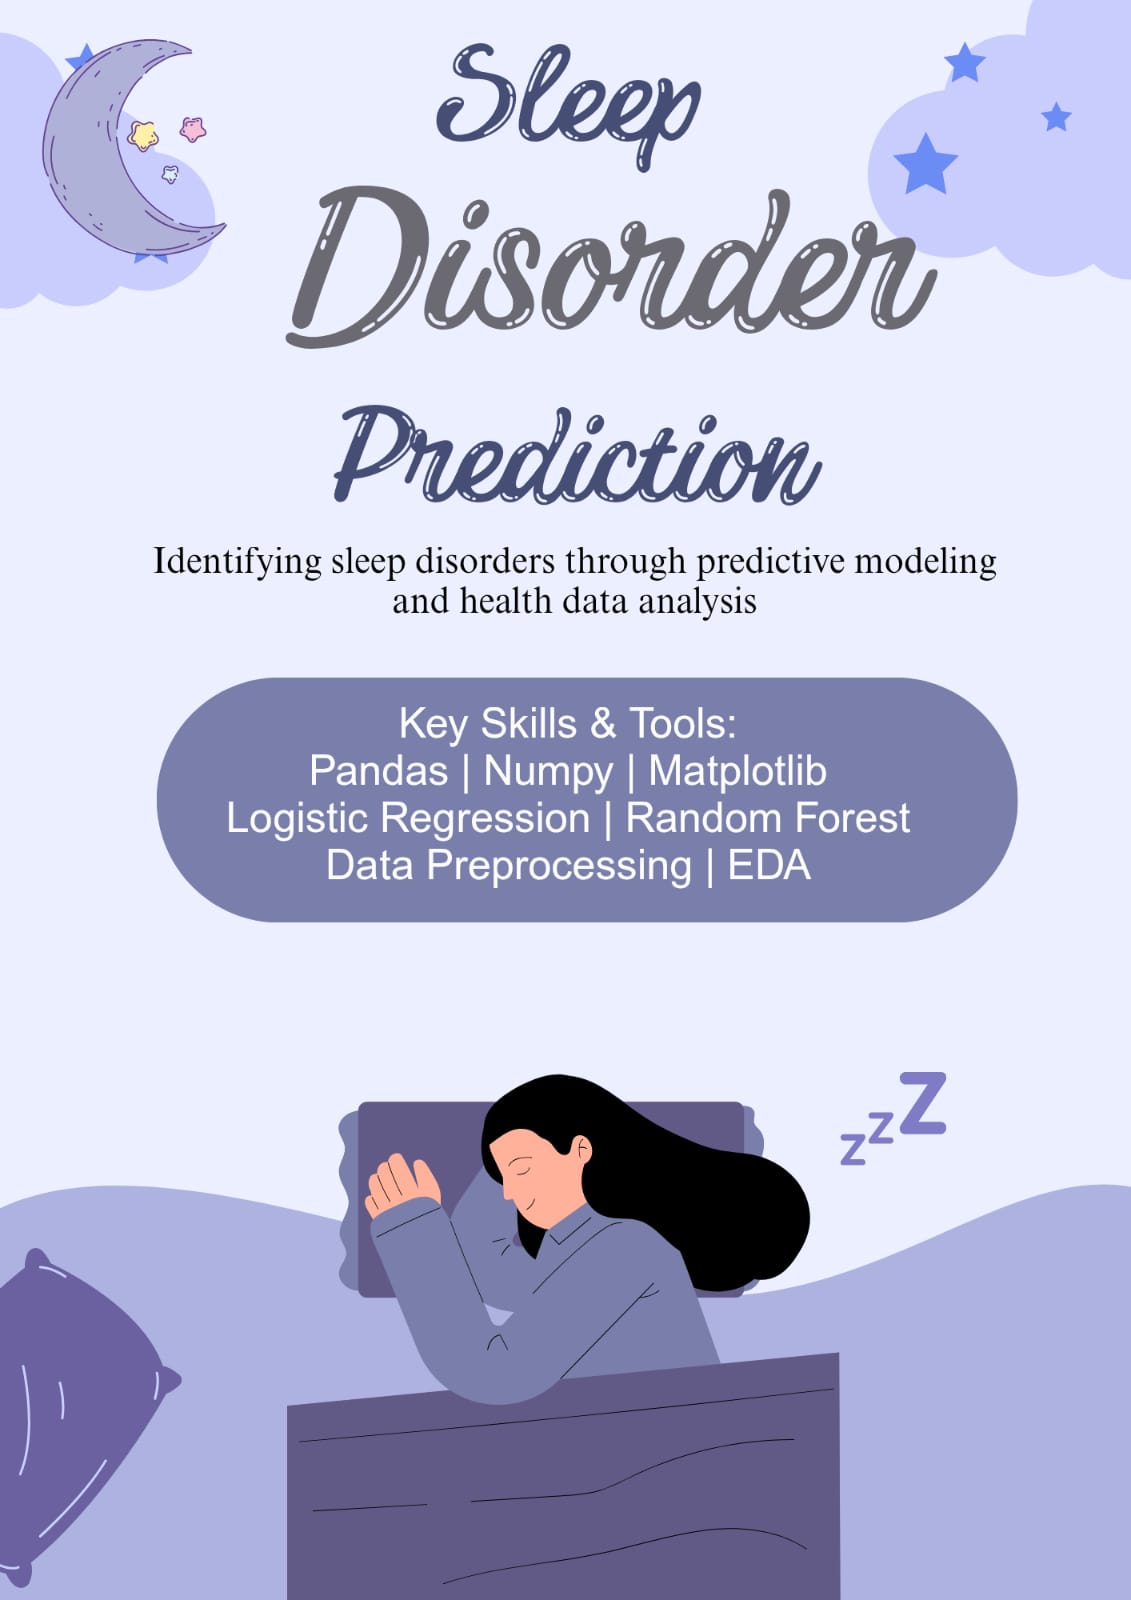 Sleep
Disorder
Prediction
Identifying sleep disorders through predictive modeling
and health data analysis
Key Skills & Tools:
Pandas | Numpy | Matplotlib
Logistic Regression | Random Forest
Data Preprocessing | EDA
z z Z